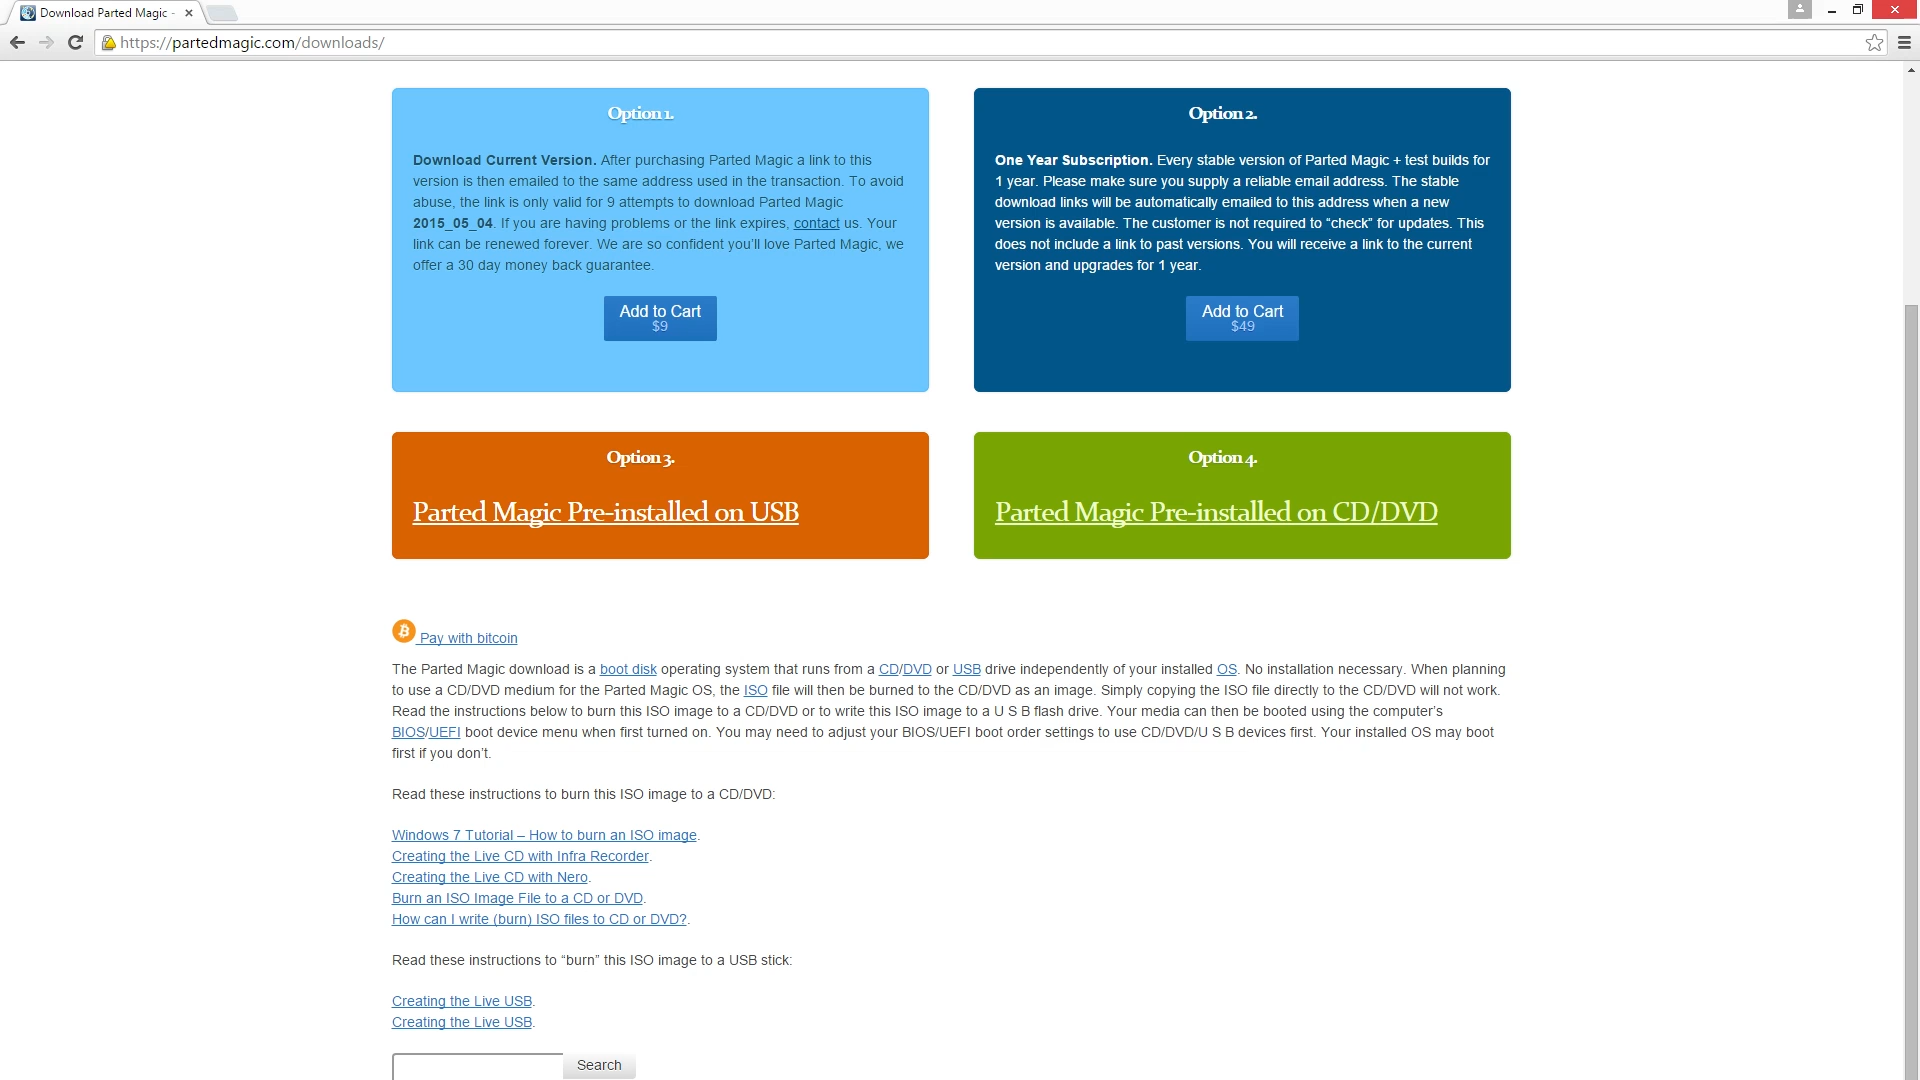 Download Parted Magic -
https://partedmagic.com/downloads/
Option 1.
Download Current Version. After purchasing Parted Magic a link to this
version is then emailed to the same address used in the transaction. To avoid
abuse, the link is only valid for 9 attempts to download Parted Magic
2015_05_04. If you are having problems or the link expires, contact us. Your
link can be renewed forever. We are so confident you’ll love Parted Magic, we
offer a 30 day money back guarantee.
Add to Cart
$9
Option 2.
One Year Subscription. Every stable version of Parted Magic + test builds for
1 year. Please make sure you supply a reliable email address. The stable
download links will be automatically emailed to this address when a new
version is available. The customer is not required to “check” for updates. This
does not include a link to past versions. You will receive a link to the current
version and upgrades for 1 year.
Add to Cart
$49
Option 3.
Parted Magic Pre-installed on USB
Option 4.
Parted Magic Pre-installed on CD/DVD
Pay with bitcoin
The Parted Magic download is a boot disk operating system that runs from a CD/DVD or USB drive independently of your installed OS. No installation necessary. When planning
to use a CD/DVD medium for the Parted Magic OS, the ISO file will then be burned to the CD/DVD as an image. Simply copying the ISO file directly to the CD/DVD will not work.
Read the instructions below to burn this ISO image to a CD/DVD or to write this ISO image to a U S B flash drive. Your media can then be booted using the computer’s
BIOS/UEFI boot device menu when first turned on. You may need to adjust your BIOS/UEFI boot order settings to use CD/DVD/U S B devices first. Your installed OS may boot
first if you don’t.
Read these instructions to burn this ISO image to a CD/DVD:
Windows 7 Tutorial – How to burn an ISO image.
Creating the Live CD with Infra Recorder.
Creating the Live CD with Nero.
Burn an ISO Image File to a CD or DVD.
How can I write (burn) ISO files to CD or DVD?.
Read these instructions to “burn” this ISO image to a USB stick:
Creating the Live USB.
Creating the Live USB.
Search